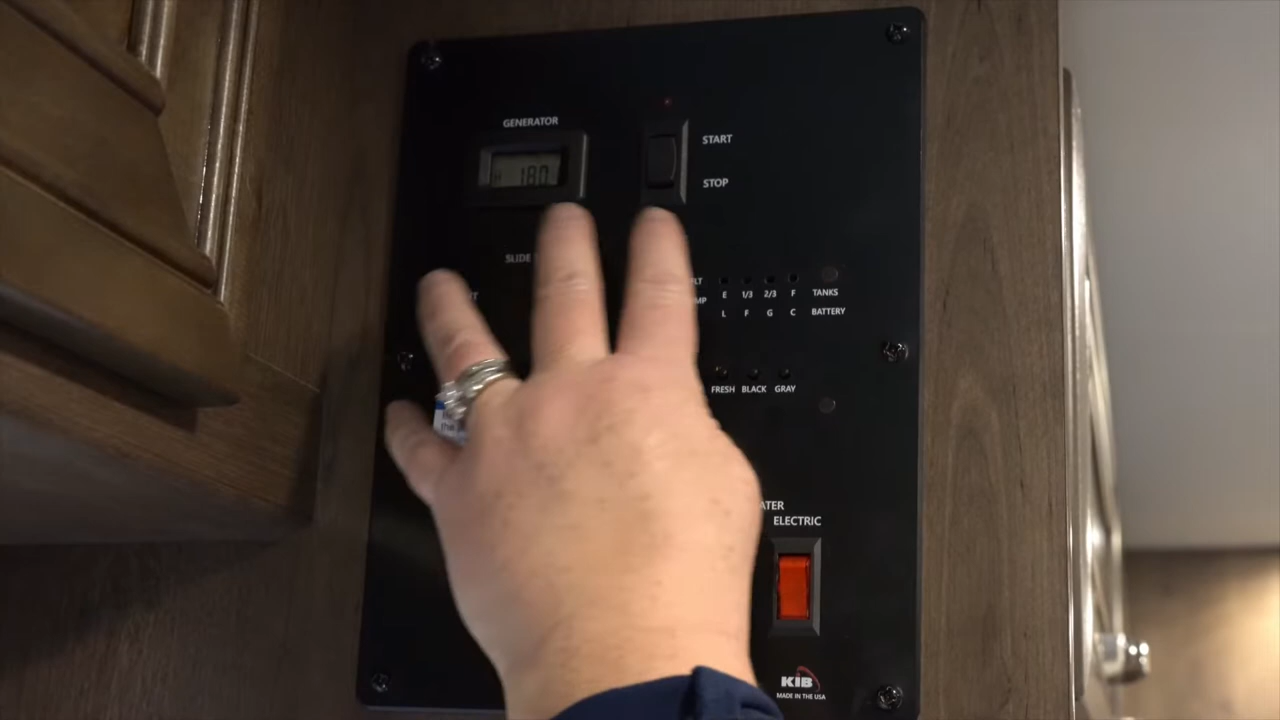 GENERATOR
180
START
STOP
SLIDE
E 1/3 2/3 F TANKS
L F G C BATTERY
FRESH BLACK GRAY
ELECTRIC
KIB
MADE IN THE USA